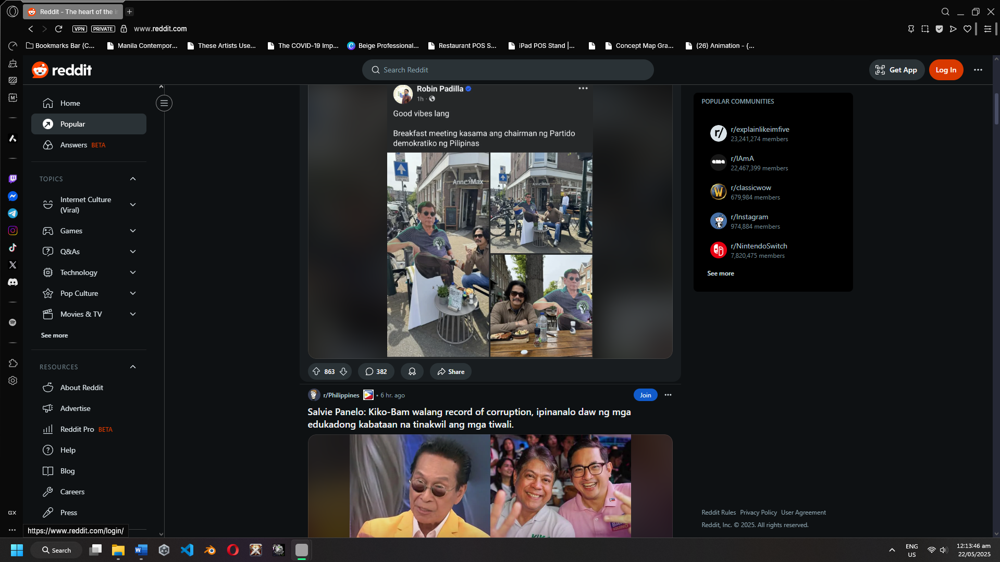 Reddit - The heart of the i
VPN PRIVATE www.reddit.com
Bookmarks Bar (C... Manila Contempor... These Artists Use... The COVID-19 Imp... Beige Professional... Restaurant POS S... iPad POS Stand |... Concept Map Gra... (26) Animation - {...
reddit
Search Reddit
Get App
Log In
Home
Popular
Answers BETA
TOPICS
Internet Culture
(Viral)
Games
Q&As
Technology
Pop Culture
Movies & TV
See more
RESOURCES
About Reddit
Advertise
Reddit Pro BETA
Help
Blog
Careers
Press
https://www.reddit.com/login/
GX
Robin Padilla
1h ·
Good vibes lang
Breakfast meeting kasama ang chairman ng Partido
demokratiko ng Pilipinas
Anne&Max
Anne&Max
863
382
Share
r/Philippines • 6 hr. ago
Join
Salvie Panelo: Kiko-Bam walang record of corruption, ipinanalo daw ng mga
edukadong kabataan na tinakwil ang mga tiwali.
POPULAR COMMUNITIES
r/explainlikeimfive
23,241,274 members
r/IAmA
22,467,399 members
r/classicwow
679,984 members
r/Instagram
974,884 members
r/NintendoSwitch
7,820,475 members
See more
Reddit Rules Privacy Policy User Agreement
Reddit, Inc. © 2025. All rights reserved.
Search
ENG
US
12:13:46 am
22/05/2025